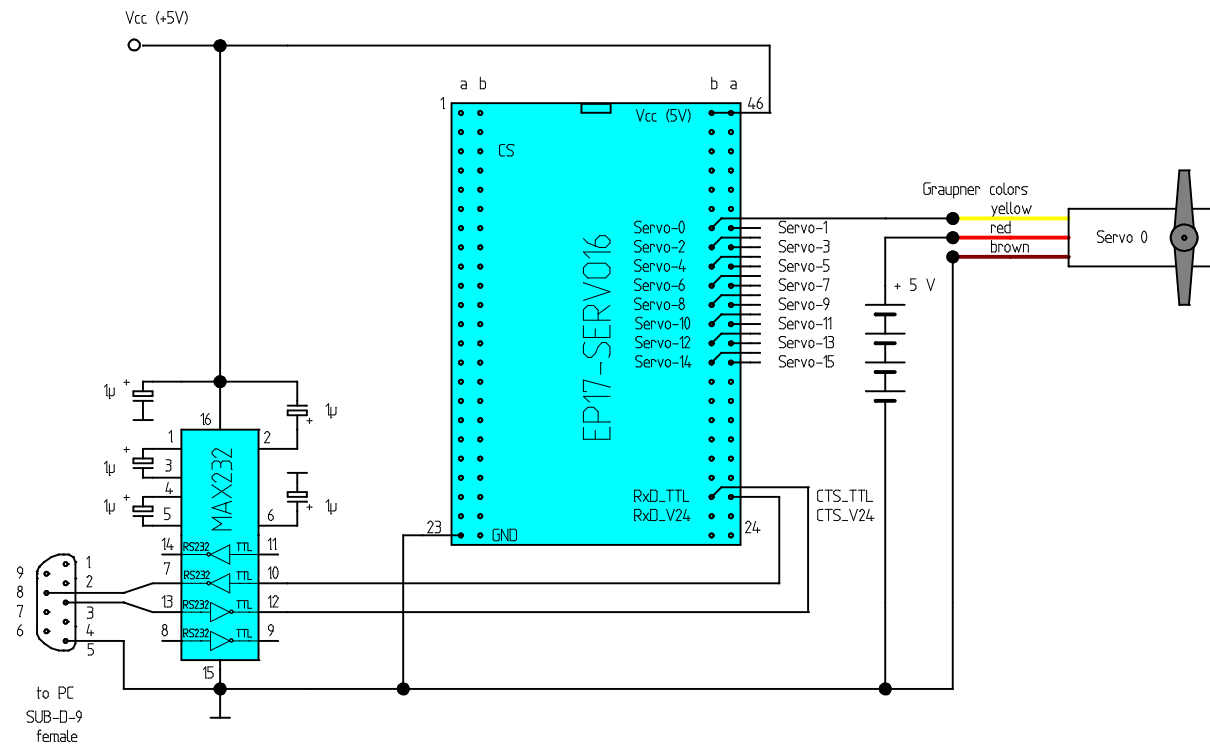 Vcc (+5V)
a b
b a
1
46
Vcc (5V)
CS
Graupner colors
yellow
red
brown
Servo 0
Servo-0
Servo-1
Servo-2
Servo-3
Servo-4
Servo-5
Servo-6
Servo-7
Servo-8
Servo-9
Servo-10
Servo-11
Servo-12
Servo-13
Servo-14
Servo-15
EP17-SERVO16
+ 5 V
1µ +
1µ +
16
1
2
1µ +
3
4
1µ +
5
6
1µ +
MAX232
RxD_TTL
CTS_TTL
RxD_V24
CTS_V24
23
GND
24
14 RS232 TTL 11
7 RS232 TTL 10
13 RS232 TTL 12
8 RS232 TTL 9
15
1
9
2
8
3
7
4
6
5
to PC
SUB-D-9
female